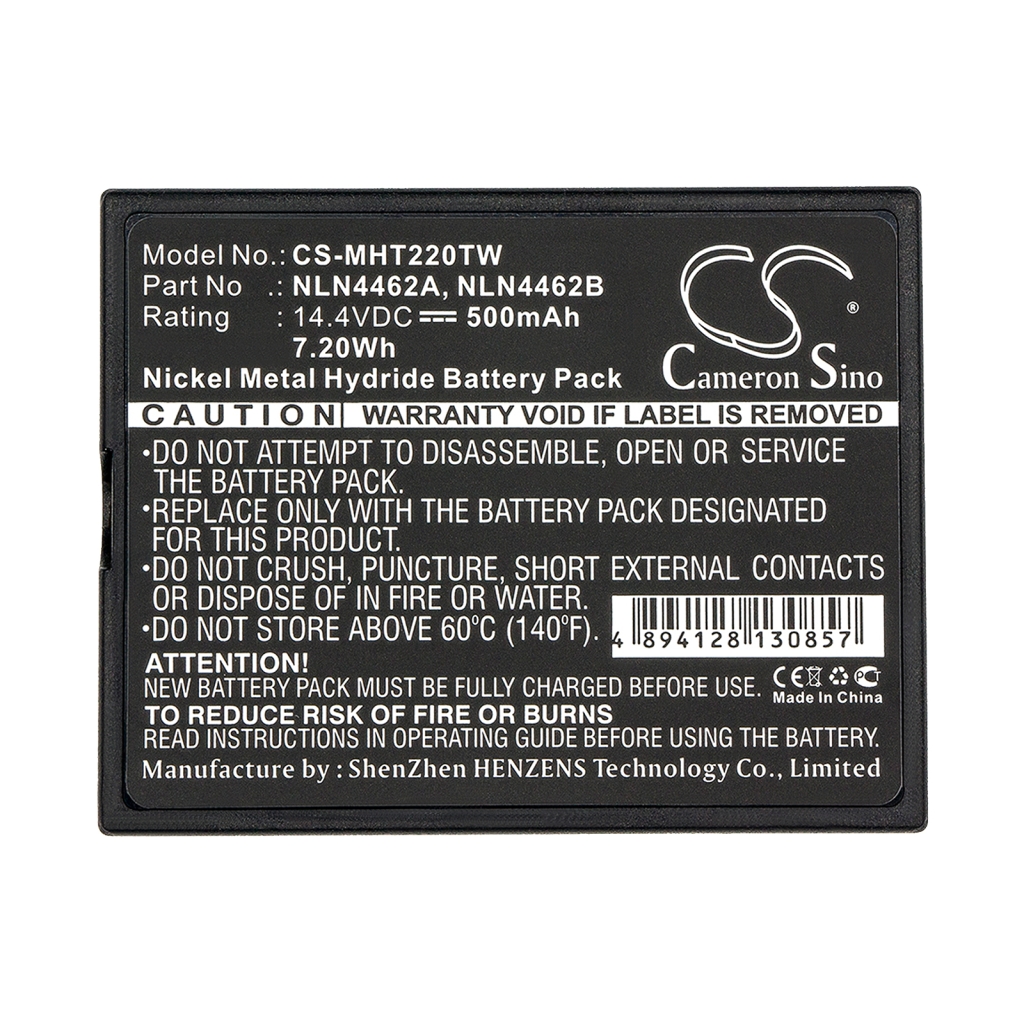 Model No.: CS-MHT220TW
Part No .: NLN4462A, NLN4462B
Rating : 14.4VDC 500mAh
7.20Wh
Nickel Metal Hydride Battery Pack
CS ®
Cameron Sino
CAUTION WARRANTY VOID IF LABEL IS REMOVED
•DO NOT ATTEMPT TO DISASSEMBLE, OPEN OR SERVICE
THE BATTERY PACK.
•REPLACE ONLY WITH THE BATTERY PACK DESIGNATED
FOR THIS PRODUCT.
•DO NOT CRUSH, PUNCTURE, SHORT EXTERNAL CONTACTS
OR DISPOSE OF IN FIRE OR WATER.
•DO NOT STORE ABOVE 60°C (140°F).
4 894128 130857
ATTENTION!
NEW BATTERY PACK MUST BE FULLY CHARGED BEFORE USE.
CE PCT
Made In China
TO REDUCE RISK OF FIRE OR BURNS
READ INSTRUCTIONS IN OPERATING GUIDE BEFORE USING THE BATTERY.
Manufacture by : ShenZhen HENZENS Technology Co., Limited